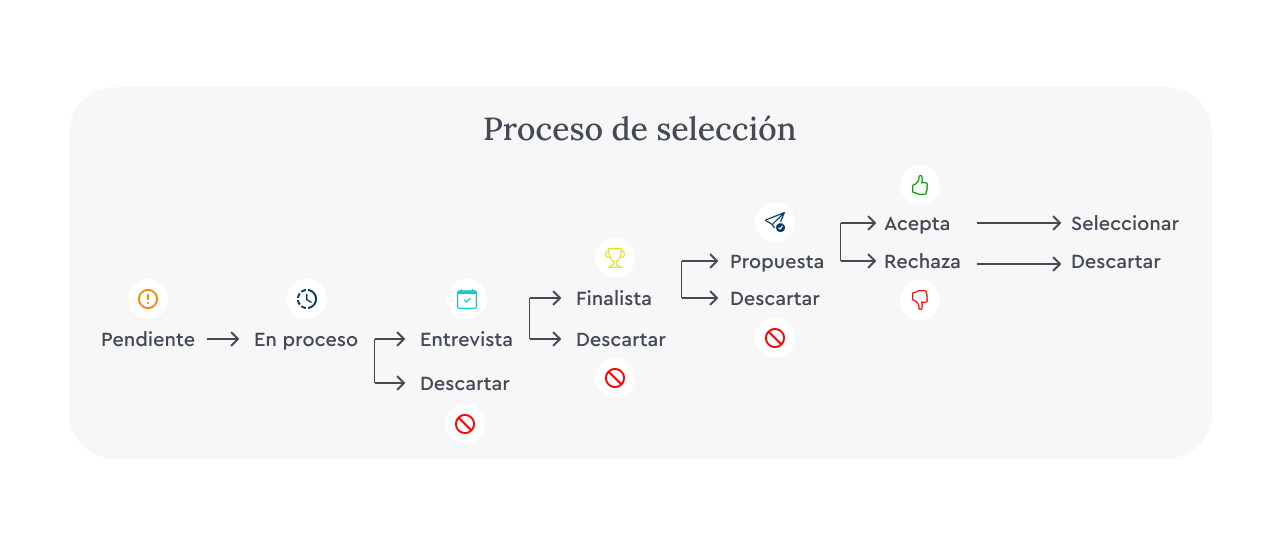 Proceso de selección
Pendiente
En proceso
Entrevista
Descartar
Finalista
Descartar
Propuesta
Descartar
Acepta
Seleccionar
Rechaza
Descartar